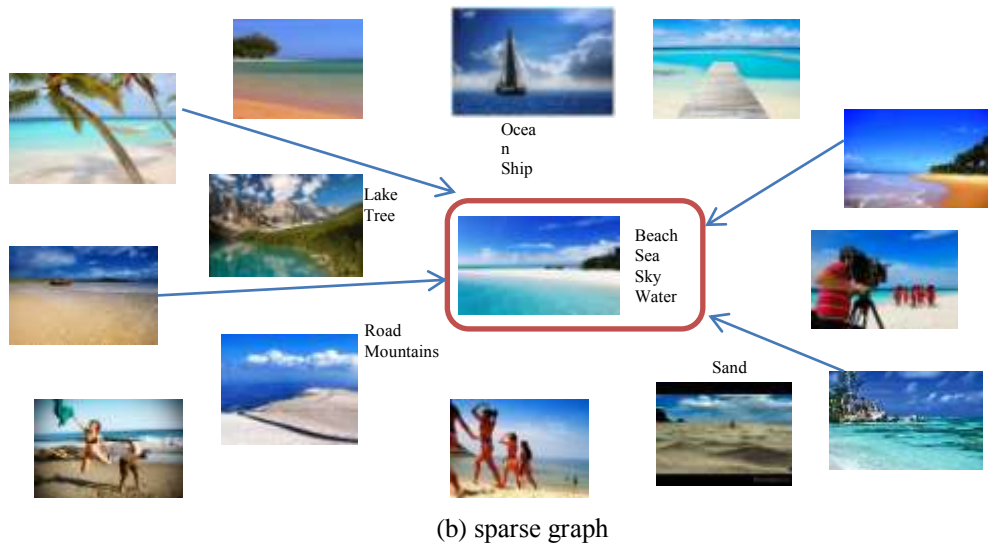 Ocea
n
Ship
Lake
Tree
Beach
Sea
Sky
Water
Road
Mountains
Sand
(b) sparse graph